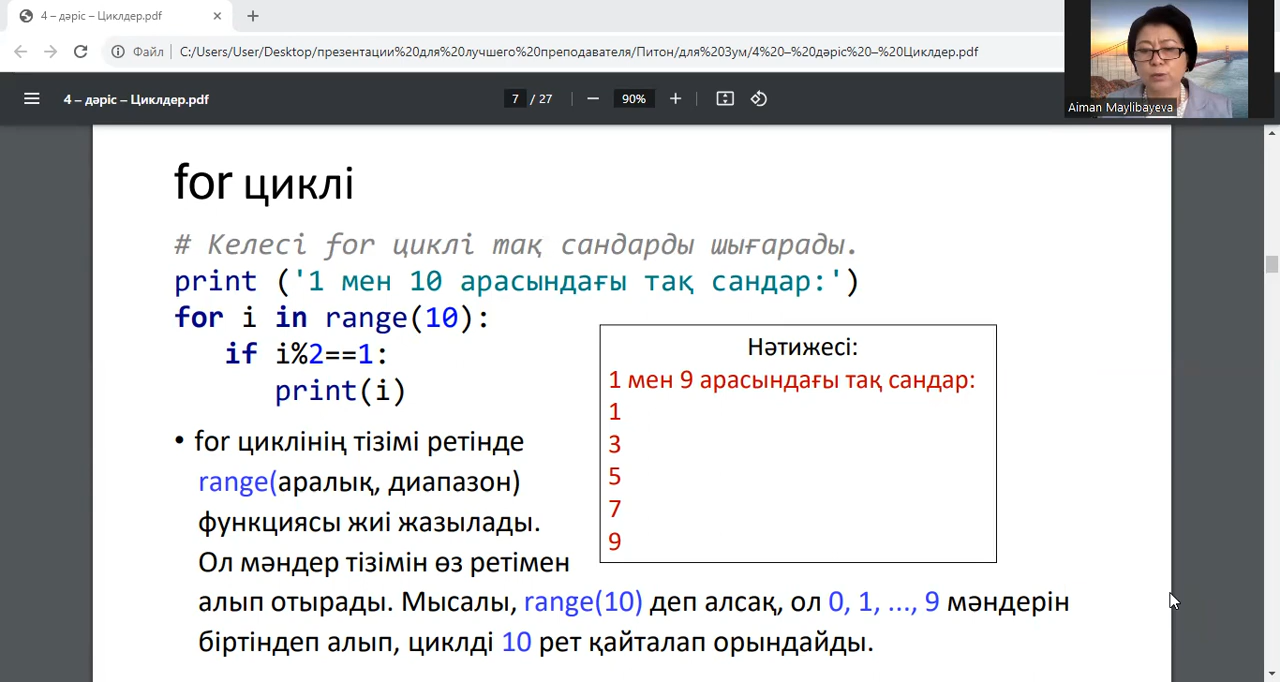 4 – дәріс – Циклдер.pdf
Файл
C:/Users/User/Desktop/презентации%20для%20лучшего%20преподавателя/Питон/для%203ум/4%20–%20дәріс%20–%20Циклдер.pdf
4 – дәріс – Циклдер.pdf
7 / 27
90%
Aiman Maylibayeva
for циклі
# Келесі for циклі тақ сандарды шығарады.
print ('1 мен 10 арасындағы тақ сандар:')
for i in range(10):
if i%2==1:
print(i)
Нәтижесі:
1 мен 9 арасындағы тақ сандар:
1
3
5
7
9
• for циклінің тізімі ретінде
range(аралық, диапазон)
функциясы жиі жазылады.
Ол мәндер тізімін өз ретімен
алып отырады. Мысалы, range(10) деп алсақ, ол 0, 1, ..., 9 мәндерін
біртіндеп алып, циклді 10 рет қайталап орындайды.